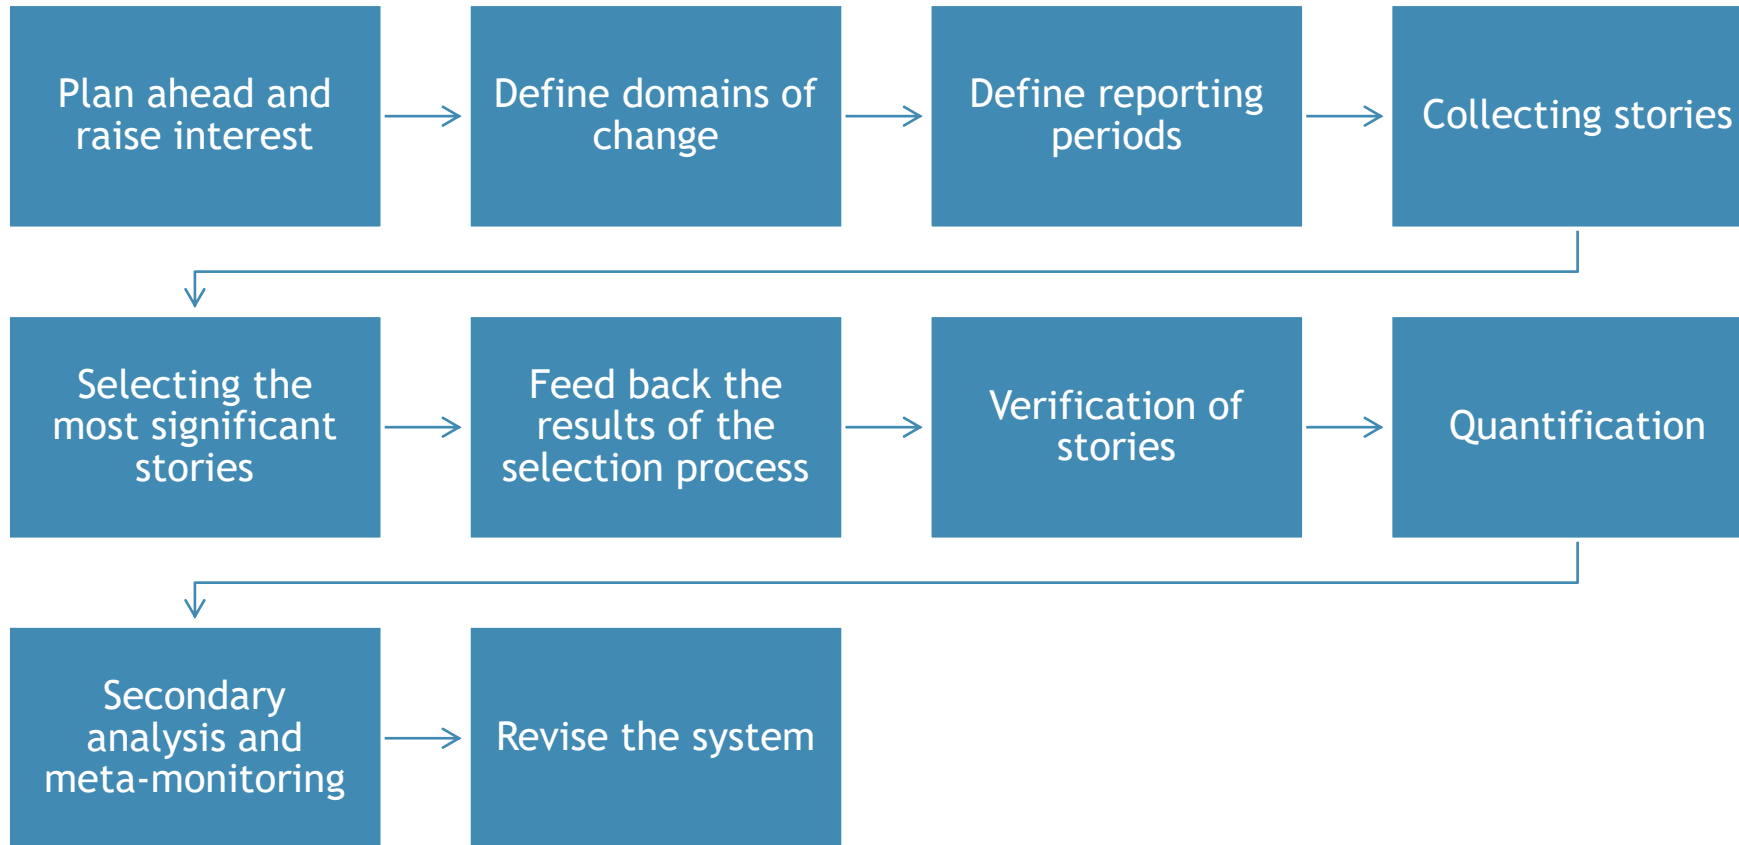 Plan ahead and
raise interest
Define domains of
change
Define reporting
periods
Collecting stories
Selecting the
most significant
stories
Feed back the
results of the
selection process
Verification of
stories
Quantification
Secondary
analysis and
meta-monitoring
Revise the system